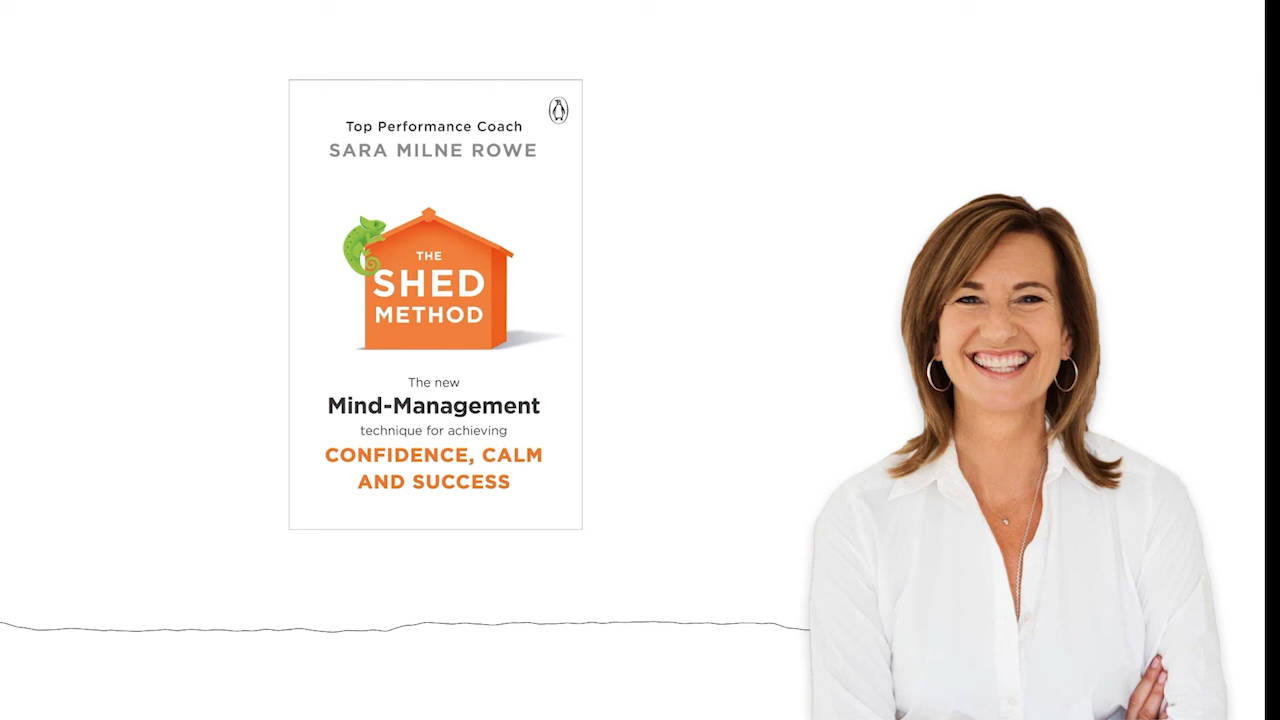 Top Performance Coach
SARA MILNE ROWE
THE
SHED
METHOD
The new
Mind-Management
technique for achieving
CONFIDENCE, CALM
AND SUCCESS